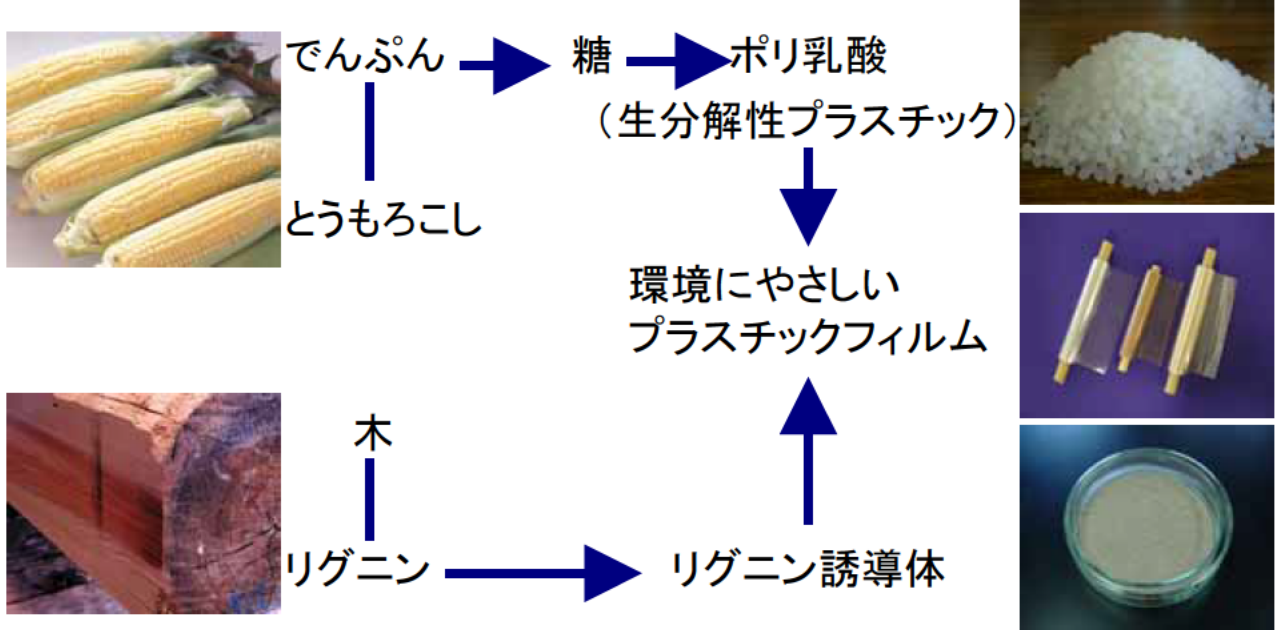 でんぷん
糖
ポリ乳酸
（生分解性プラスチック）
とうもろこし
環境にやさしい
プラスチックフィルム
木
リグニン
リグニン誘導体